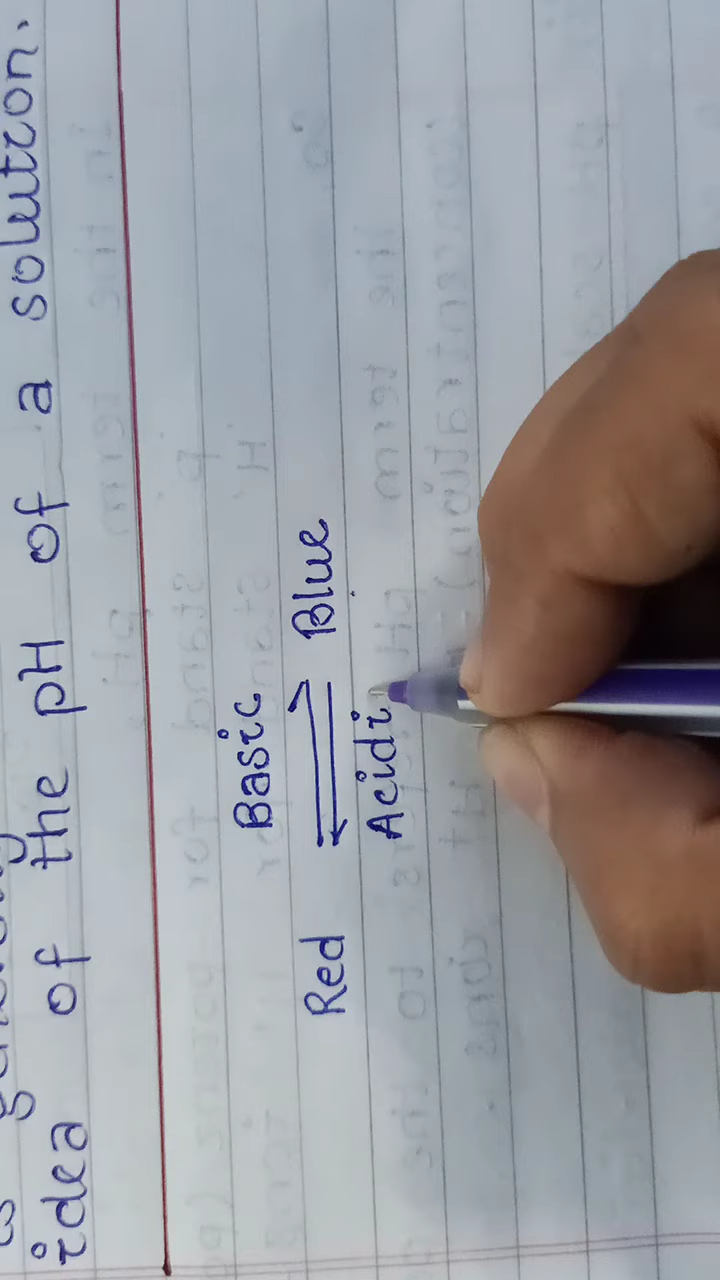 idea of the pH of a solution.
Basic
Red ⇌ Blue
Acidi